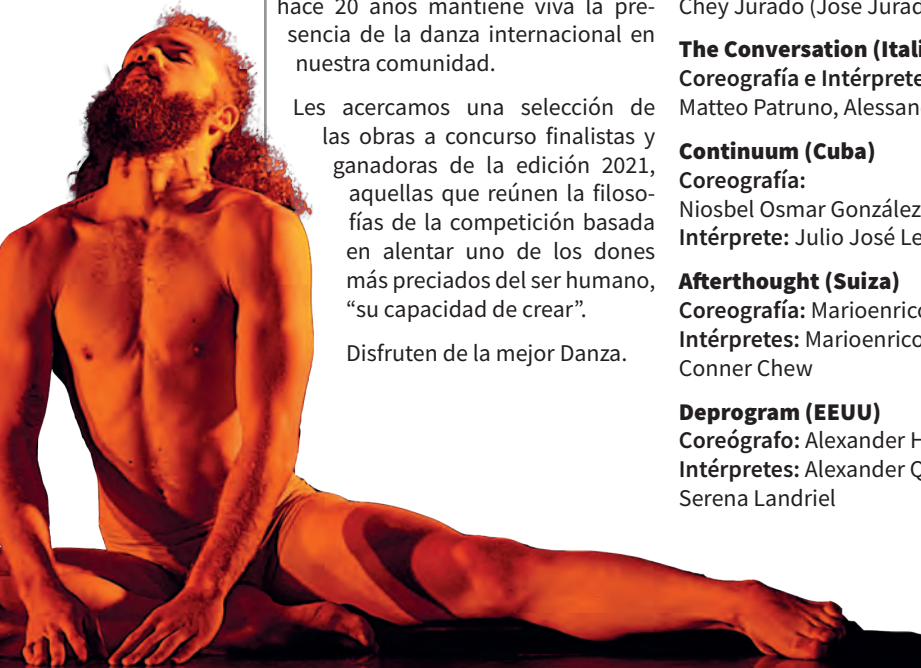 hace 20 años mantiene viva la pre-
sencia de la danza internacional en
nuestra comunidad.
Les acercamos una selección de
las obras a concurso finalistas y
ganadoras de la edición 2021,
aquellas que reúnen la filoso-
fías de la competición basada
en alentar uno de los dones
más preciados del ser humano,
“su capacidad de crear”.
Disfruten de la mejor Danza.
Chey Jurado (José Jurad
The Conversation (Itali
Coreografía e Intérprete
Matteo Patruno, Alessan
Continuum (Cuba)
Coreografía:
Niosbel Osmar González
Intérprete: Julio José Le
Afterthought (Suiza)
Coreografía: Marioenrico
Intérpretes: Marioenrico
Conner Chew
Deprogram (EEUU)
Coreógrafo: Alexander H
Intérpretes: Alexander Q
Serena Landriel